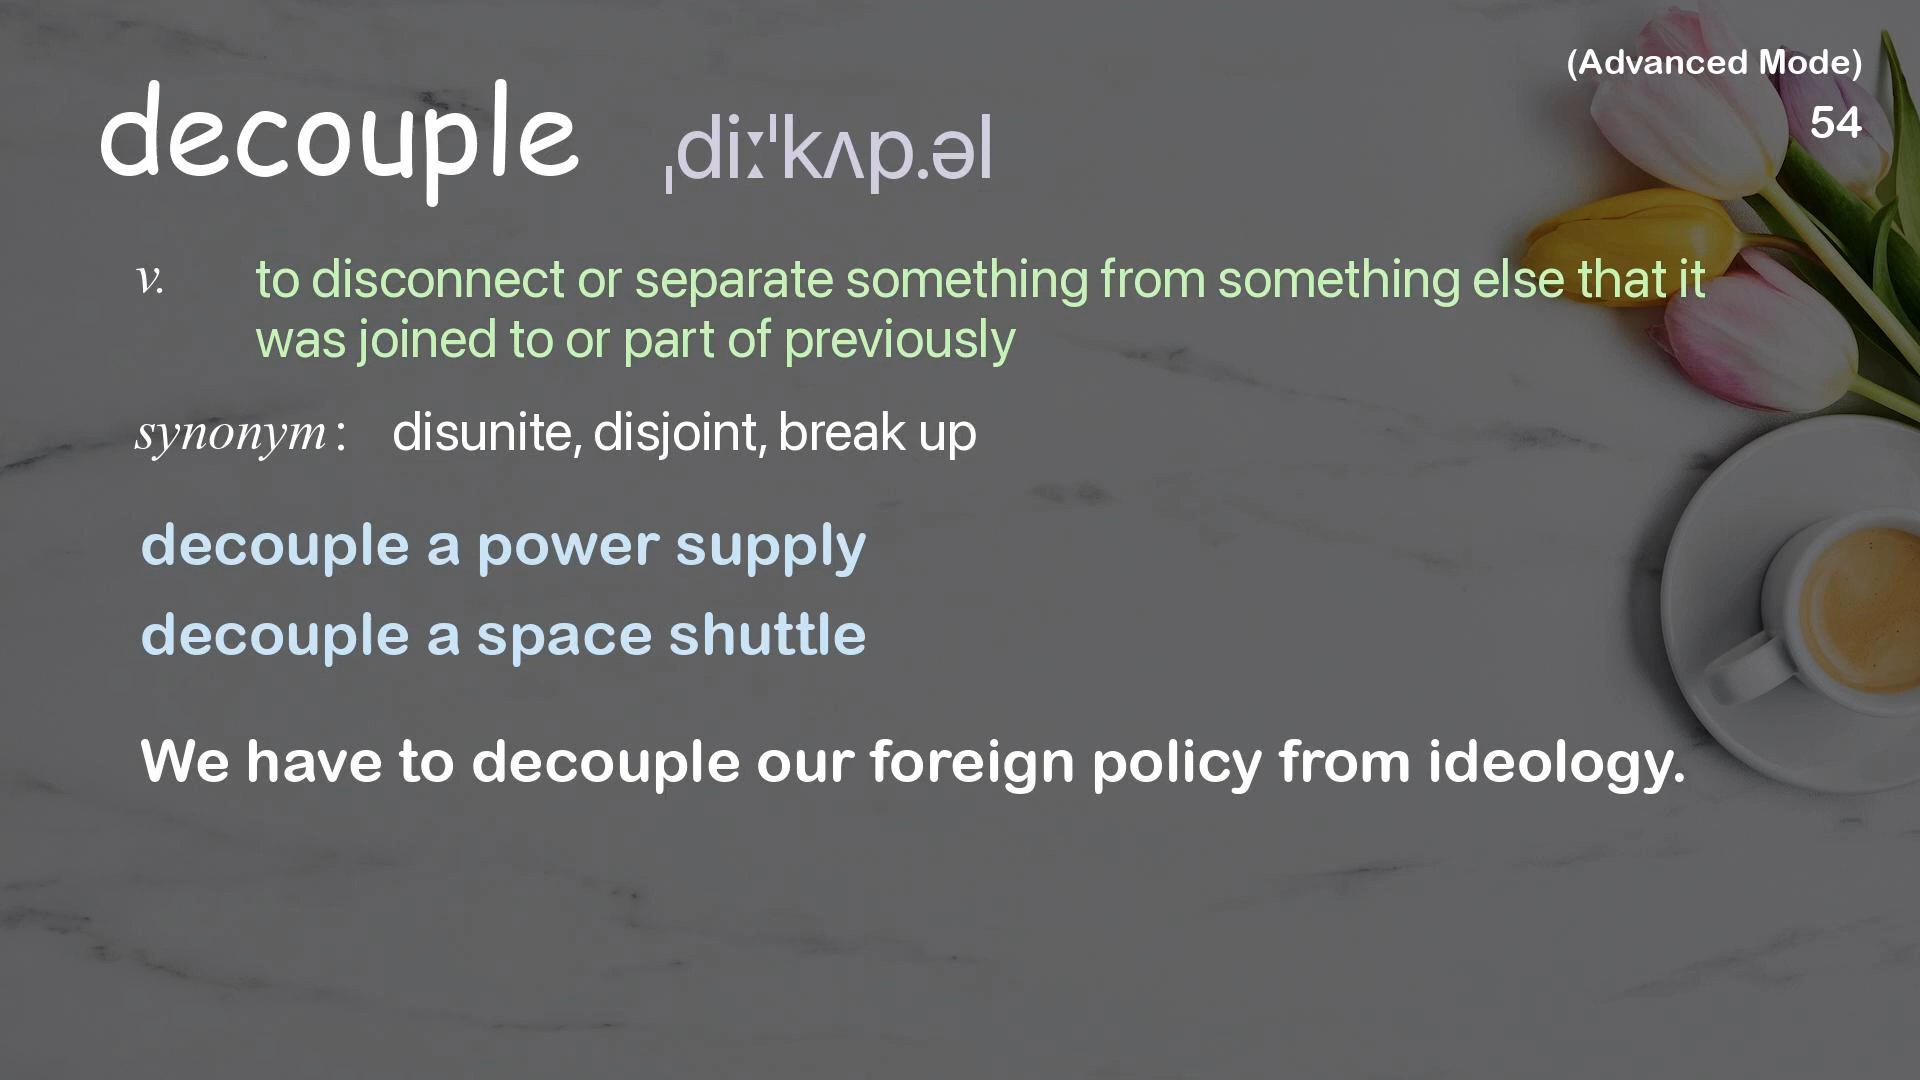 (Advanced Mode)
54
decouple ˌdiːˈkʌp.əl
v. to disconnect or separate something from something else that it
was joined to or part of previously
synonym: disunite, disjoint, break up
decouple a power supply
decouple a space shuttle
We have to decouple our foreign policy from ideology.